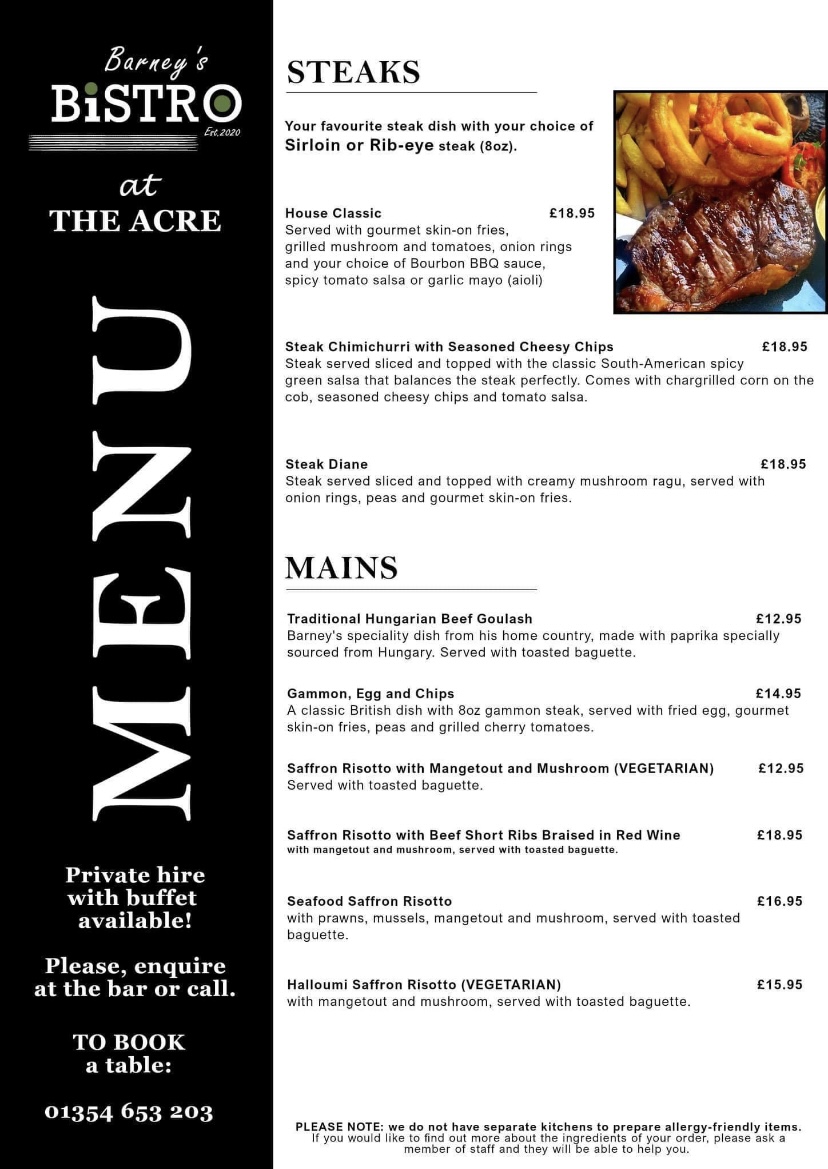 Barney's
BiSTRO
Est.2020
at
THE ACRE
MENU
Private hire
with buffet
available!
Please, enquire
at the bar or call.
TO BOOK
a table:
01354 653 203
STEAKS
Your favourite steak dish with your choice of
Sirloin or Rib-eye steak (8oz).
House Classic £18.95
Served with gourmet skin-on fries,
grilled mushroom and tomatoes, onion rings
and your choice of Bourbon BBQ sauce,
spicy tomato salsa or garlic mayo (aioli)
Steak Chimichurri with Seasoned Cheesy Chips £18.95
Steak served sliced and topped with the classic South-American spicy
green salsa that balances the steak perfectly. Comes with chargrilled corn on the
cob, seasoned cheesy chips and tomato salsa.
Steak Diane £18.95
Steak served sliced and topped with creamy mushroom ragu, served with
onion rings, peas and gourmet skin-on fries.
MAINS
Traditional Hungarian Beef Goulash £12.95
Barney's speciality dish from his home country, made with paprika specially
sourced from Hungary. Served with toasted baguette.
Gammon, Egg and Chips £14.95
A classic British dish with 8oz gammon steak, served with fried egg, gourmet
skin-on fries, peas and grilled cherry tomatoes.
Saffron Risotto with Mangetout and Mushroom (VEGETARIAN) £12.95
Served with toasted baguette.
Saffron Risotto with Beef Short Ribs Braised in Red Wine £18.95
with mangetout and mushroom, served with toasted baguette.
Seafood Saffron Risotto £16.95
with prawns, mussels, mangetout and mushroom, served with toasted
baguette.
Halloumi Saffron Risotto (VEGETARIAN) £15.95
with mangetout and mushroom, served with toasted baguette.
PLEASE NOTE: we do not have separate kitchens to prepare allergy-friendly items.
If you would like to find out more about the ingredients of your order, please ask a
member of staff and they will be able to help you.